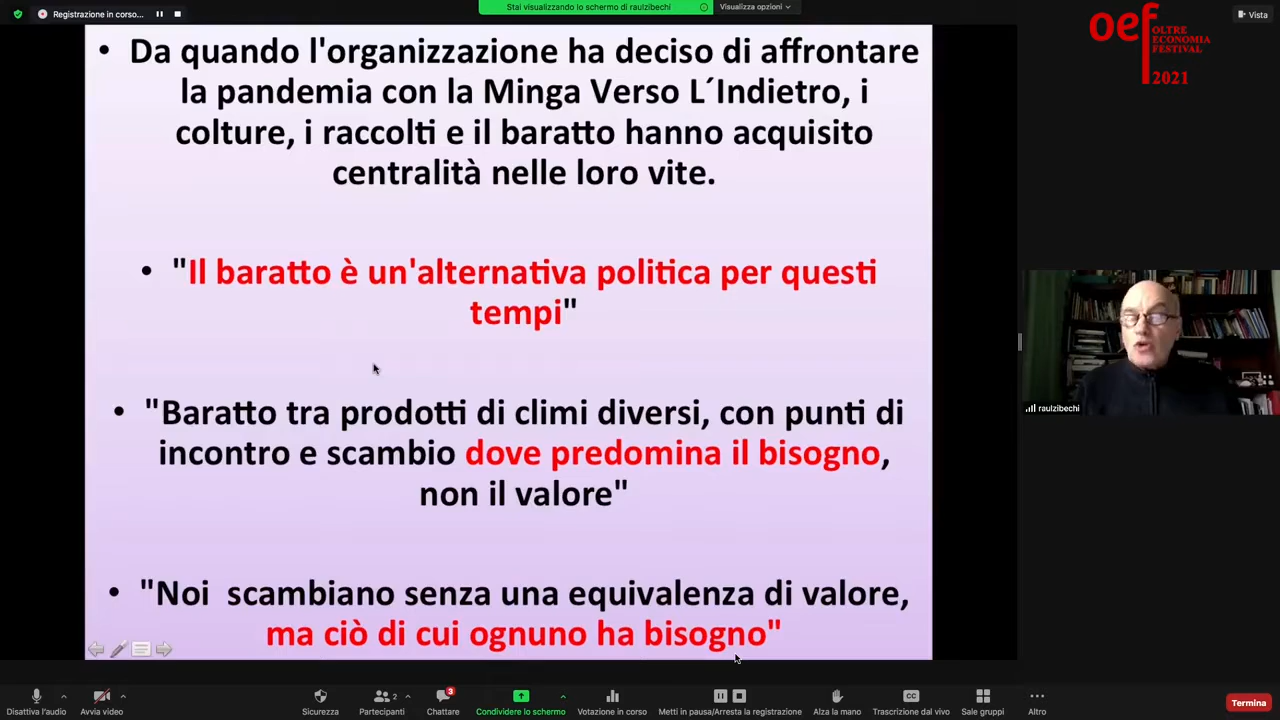 Registrazione in corso...
Stai visualizzando lo schermo di raulzibechi
Visualizza opzioni
Vista
oef OLTRE
ECONOMIA
FESTIVAL
2021
• Da quando l'organizzazione ha deciso di affrontare
la pandemia con la Minga Verso L´Indietro, i
colture, i raccolti e il baratto hanno acquisito
centralità nelle loro vite.
• "Il baratto è un'alternativa politica per questi
tempi"
• "Baratto tra prodotti di climi diversi, con punti di
incontro e scambio dove predomina il bisogno,
non il valore"
• "Noi  scambiano senza una equivalenza di valore,
ma ciò di cui ognuno ha bisogno"
raulzibechi
Disattiva l'audio
Avvia video
Sicurezza
Partecipanti
2
Chattare
3
Condividere lo schermo
Votazione in corso
Metti in pausa/Arresta la registrazione
Alza la mano
CC
Trascrizione dal vivo
Sale gruppi
Altro
Termina